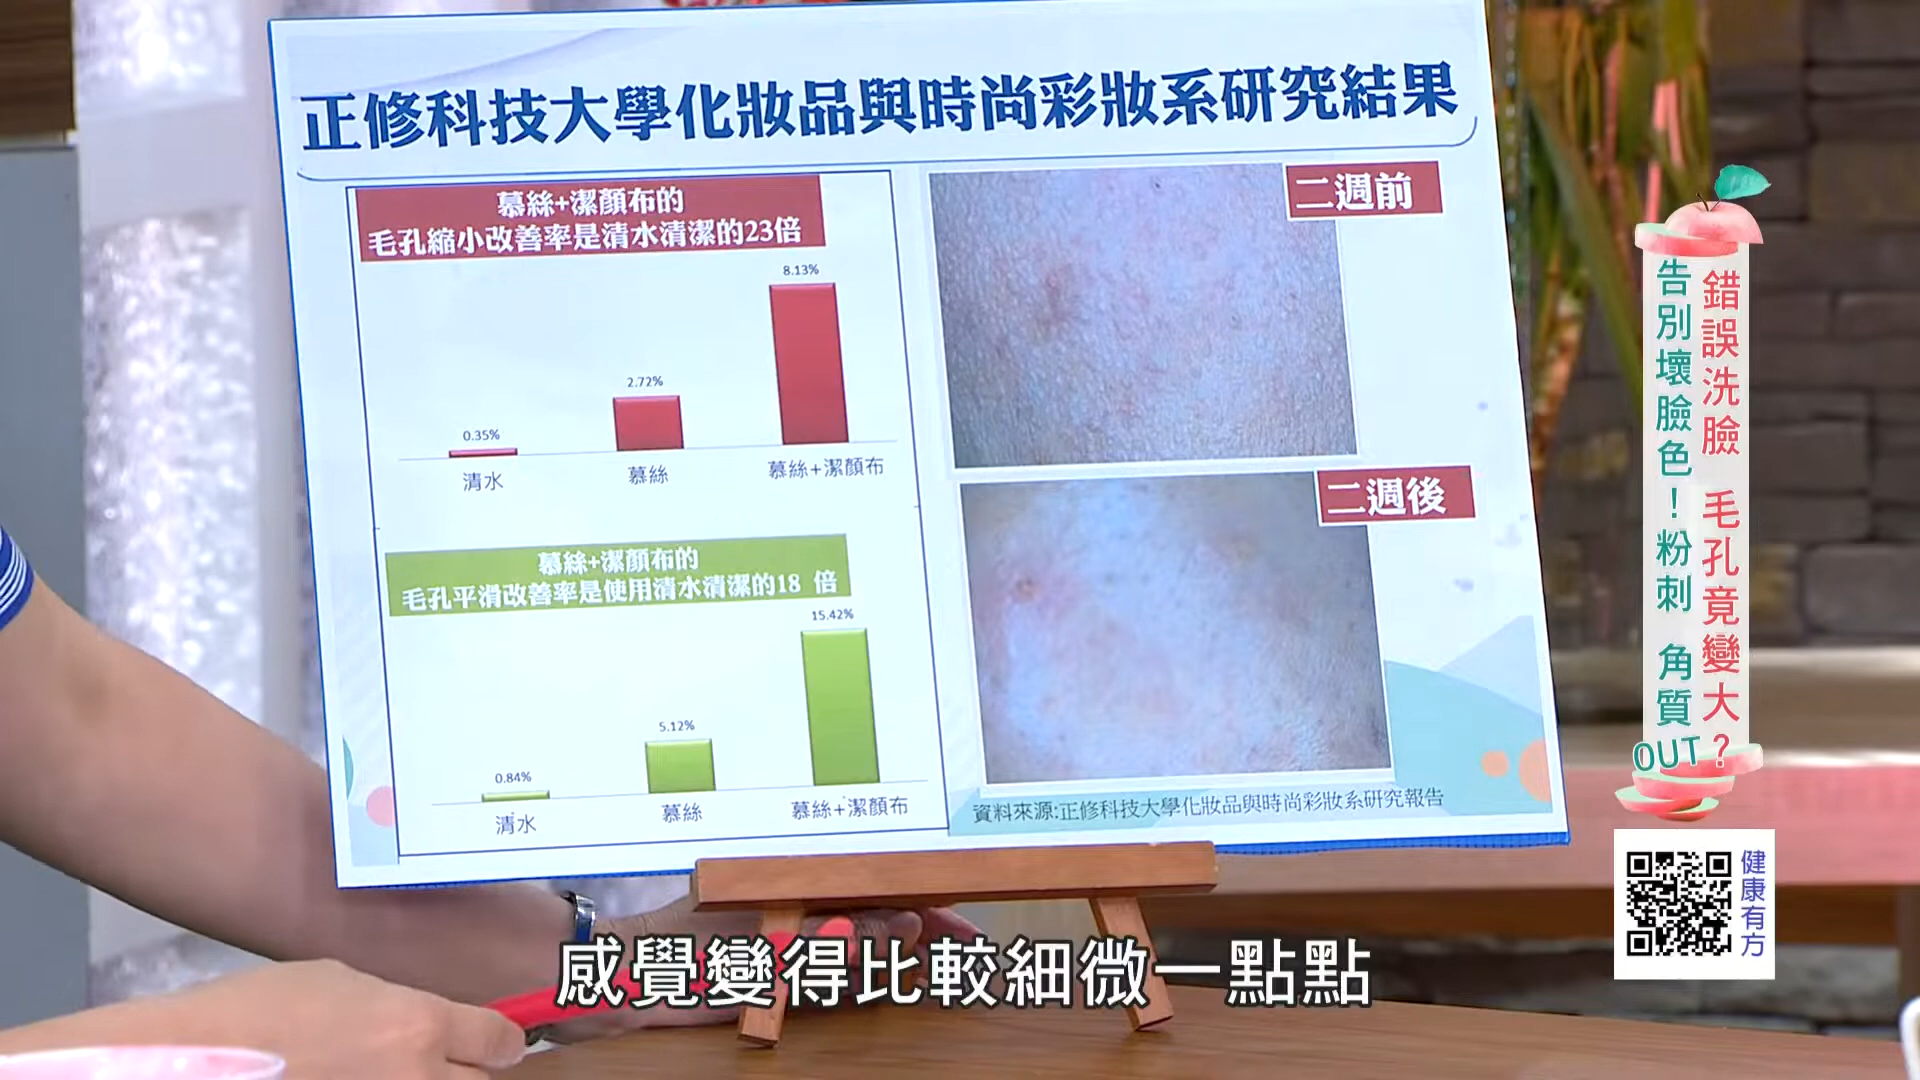 正修科技大學化妝品與時尚彩妝系研究結果
慕絲+潔顏布的
毛孔縮小改善率是清水清潔的23倍
8.13%
2.72%
0.35%
清水
慕絲
慕絲+潔顏布
慕絲+潔顏布的
毛孔平滑改善率是使用清水清潔的18 倍
15.42%
5.12%
0.84%
清水
慕絲
慕絲+潔顏布
二週前
二週後
資料來源:正修科技大學化妝品與時尚彩妝系研究報告
錯誤洗臉 毛孔竟變大?
告別壞臉色!粉刺 角質OUT
健康有方
感覺變得比較細微一點點